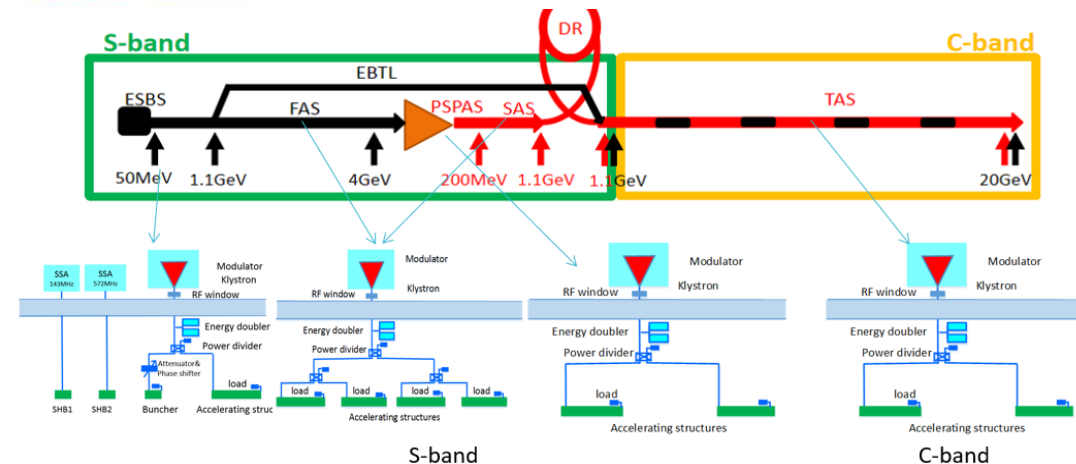 DR
S-band
C-band
EBTL
ESBS
FAS
PSPAS
SAS
TAS
50MeV
1.1GeV
4GeV
200MeV
1.1GeV
1.1GeV
20GeV
SSA
143MHz
SSA
572MHz
Modulator
Klystron
RF window
Energy doubler
Power divider
Attenuator&
Phase shifter
load
SHB1
SHB2
Buncher
Accelerating struc
Modulator
Klystron
RF window
Energy doubler
Power divider
load
load
load
load
Accelerating structures
Modulator
Klystron
RF window
Energy doubler
Power divider
load
Accelerating structures
Modulator
Klystron
RF window
Energy doubler
Power divider
load
Accelerating structures
S-band
C-band